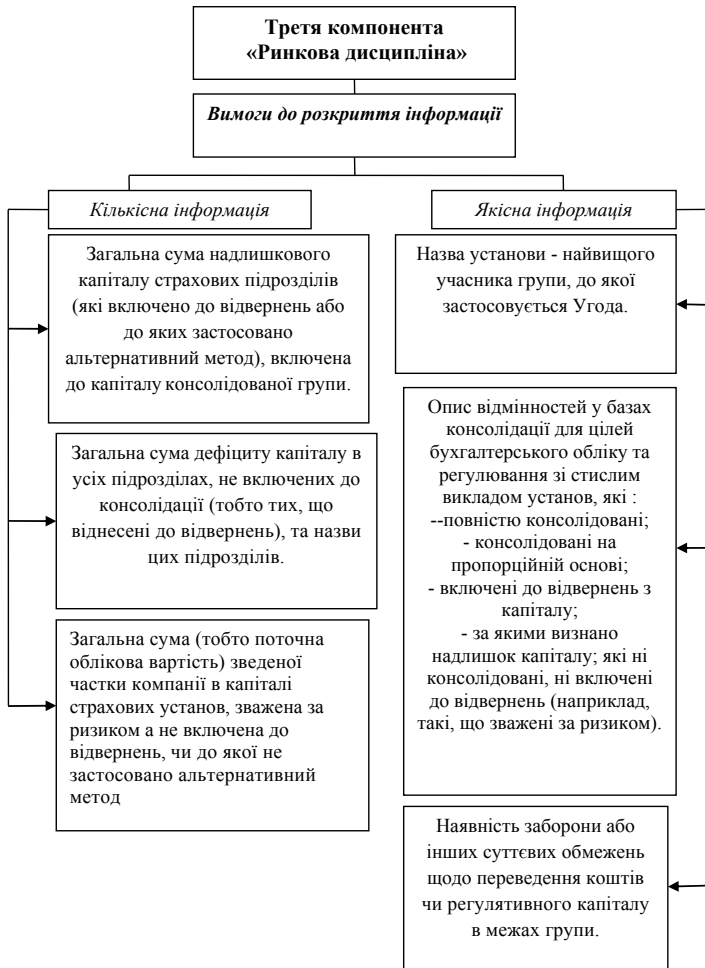 Третя компонента
«Ринкова дисципліна»
Вимоги до розкриття інформації
Кількісна інформація
Загальна сума надлишкового
капіталу страхових підрозділів
(які включено до відвернень або
до яких застосовано
альтернативний метод), включена
до капіталу консолідованої групи.
Загальна сума дефіциту капіталу в
усіх підрозділах, не включених до
консолідації (тобто тих, що
віднесені до відвернень), та назви
цих підрозділів.
Загальна сума (тобто поточна
облікова вартість) зведеної
частки компанії в капіталі
страхових установ, зважена за
ризиком а не включена до
відвернень, чи до якої не
застосовано альтернативний
метод
Якісна інформація
Назва установи - найвищого
учасника групи, до якої
застосовується Угода.
Опис відмінностей у базах
консолідації для цілей
бухгалтерського обліку та
регулювання зі стислим
викладом установ, які :
--повністю консолідовані;
- консолідовані на
пропорційній основі;
- включені до відвернень з
капіталу;
- за якими визнано
надлишок капіталу; які ні
консолідовані, ні включені
до відвернень (наприклад,
такі, що зважені за ризиком).
Наявність заборони або
інших суттєвих обмежень
щодо переведення коштів
чи регулятивного капіталу
в межах групи.